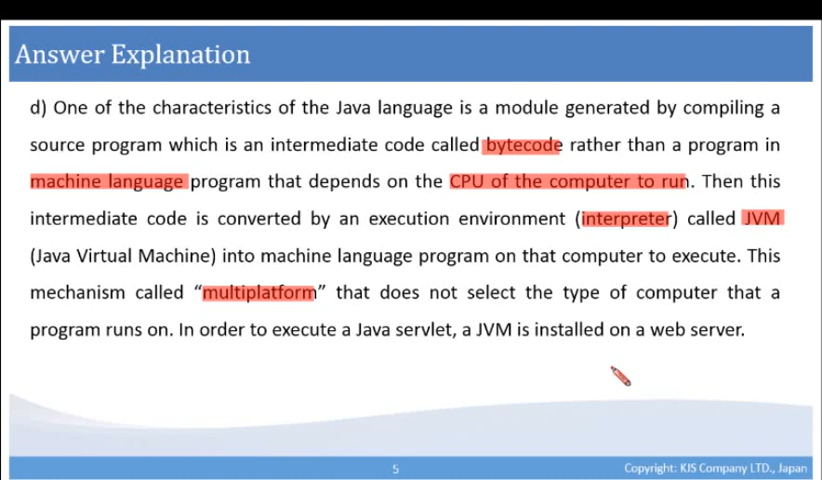 Answer Explanation
d) One of the characteristics of the Java language is a module generated by compiling a
source program which is an intermediate code called bytecode rather than a program in
machine language program that depends on the CPU of the computer to run. Then this
intermediate code is converted by an execution environment (interpreter) called JVM
(Java Virtual Machine) into machine language program on that computer to execute. This
mechanism called “multiplatform” that does not select the type of computer that a
program runs on. In order to execute a Java servlet, a JVM is installed on a web server.
5
Copyright: KJS Company LTD., Japan